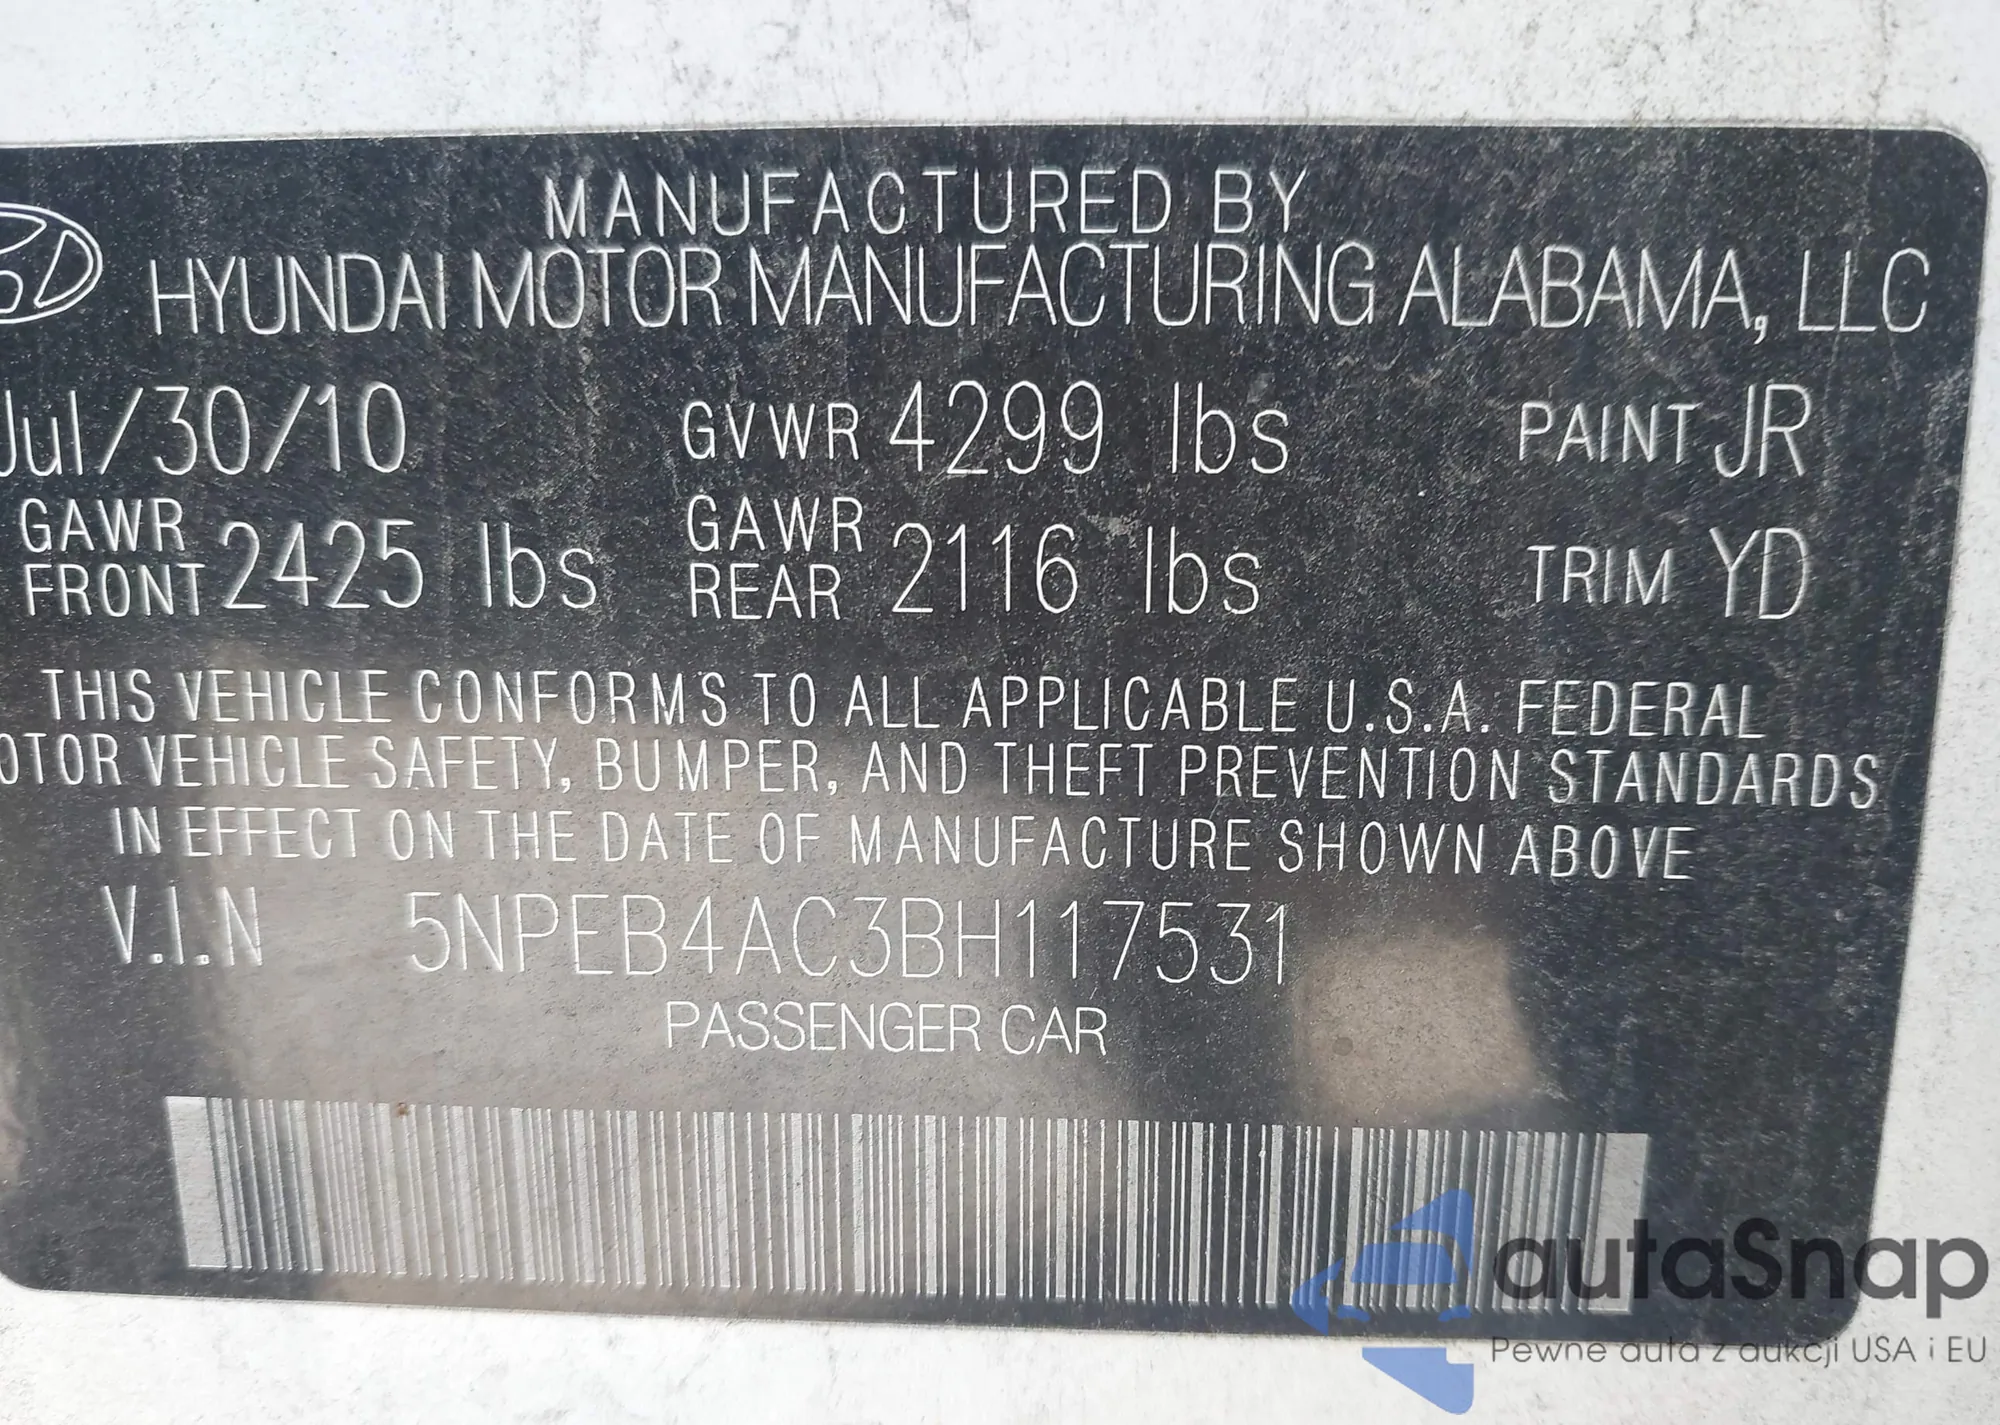 MANUFACTURED BY
HYUNDAI MOTOR MANUFACTURING ALABAMA, LLC
Jul/30/10 GVWR 4299 lbs PAINT JR
GAWR FRONT 2425 lbs GAWR REAR 2116 lbs TRIM YD
THIS VEHICLE CONFORMS TO ALL APPLICABLE U.S.A. FEDERAL
OTOR VEHICLE SAFETY, BUMPER, AND THEFT PREVENTION STANDARDS
IN EFFECT ON THE DATE OF MANUFACTURE SHOWN ABOVE
V.I.N 5NPEB4AC3BH117531
PASSENGER CAR
autaSnap
Pewne auta z aukcji USA i EU